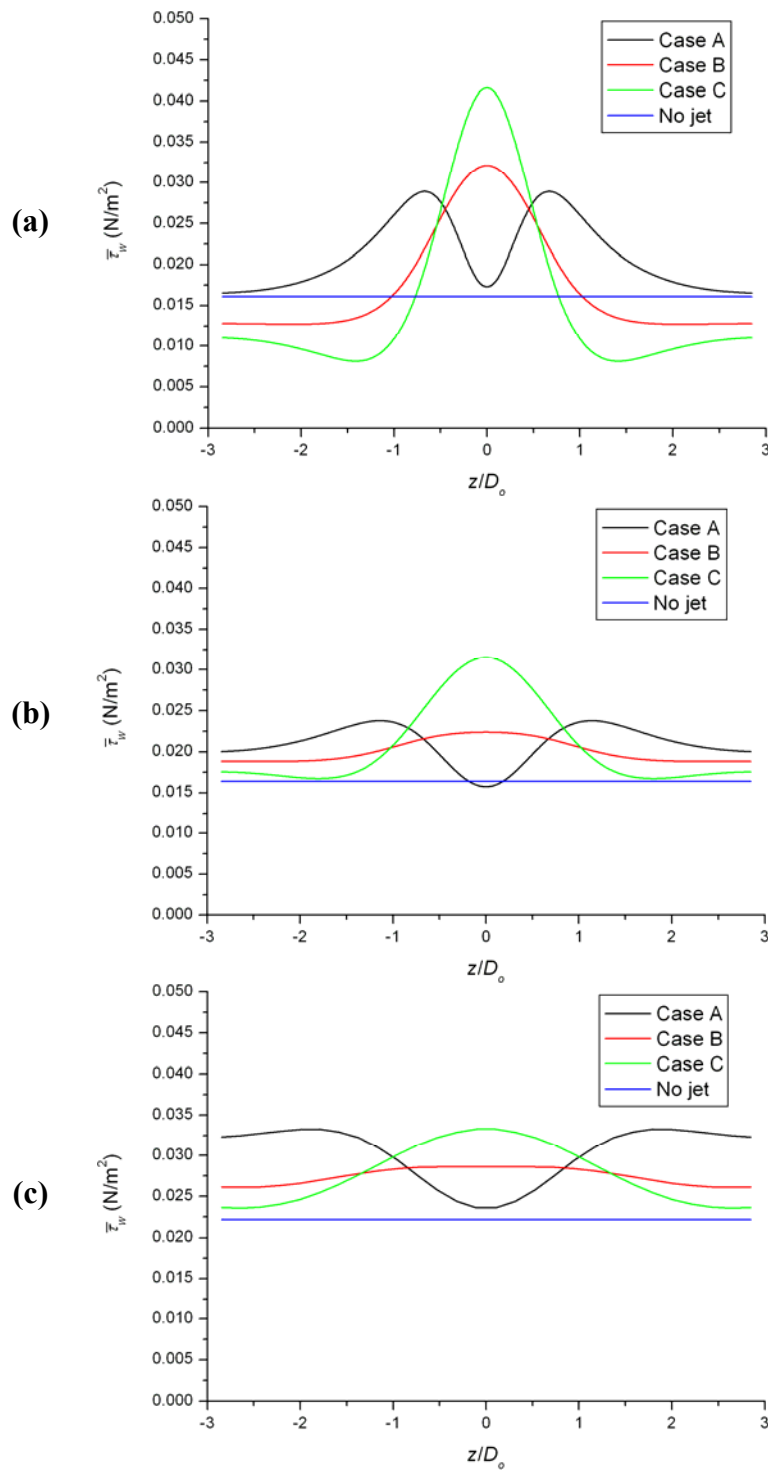 (a)
0.050
0.045
0.040
0.035
0.030
0.025
0.020
0.015
0.010
0.005
0.000
τ̅w (N/m²)
Case A
Case B
Case C
No jet
-3 -2 -1 0 1 2 3
z/Do
(b)
0.050
0.045
0.040
0.035
0.030
0.025
0.020
0.015
0.010
0.005
0.000
τ̅w (N/m²)
Case A
Case B
Case C
No jet
-3 -2 -1 0 1 2 3
z/Do
(c)
0.050
0.045
0.040
0.035
0.030
0.025
0.020
0.015
0.010
0.005
0.000
τ̅w (N/m²)
Case A
Case B
Case C
No jet
-3 -2 -1 0 1 2 3
z/Do